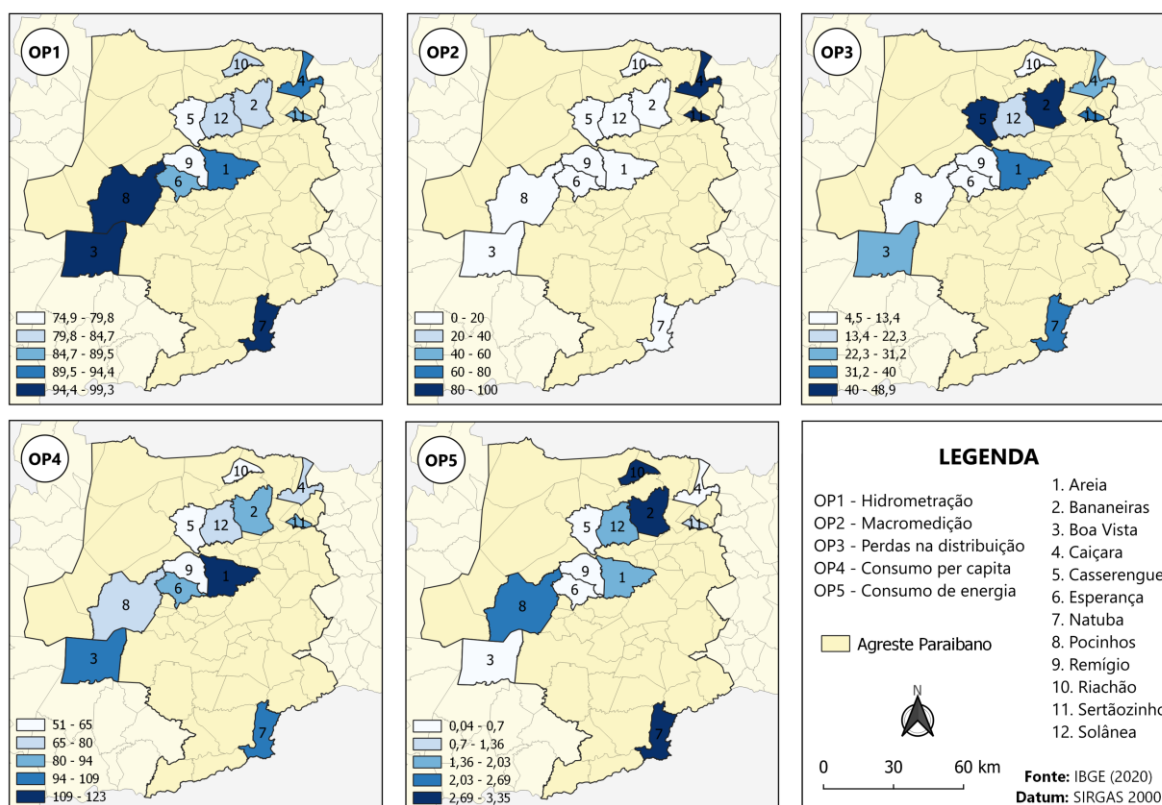 OP1
10
4
2
5
12
11
9
1
6
8
3
7
74,9 - 79,8
79,8 - 84,7
84,7 - 89,5
89,5 - 94,4
94,4 - 99,3
OP2
10
4
2
5
12
11
9
1
6
8
3
7
0 - 20
20 - 40
40 - 60
60 - 80
80 - 100
OP3
10
4
2
5
12
11
9
1
6
8
3
7
4,5 - 13,4
13,4 - 22,3
22,3 - 31,2
31,2 - 40
40 - 48,9
OP4
10
4
2
5
12
11
9
1
6
8
3
7
51 - 65
65 - 80
80 - 94
94 - 109
109 - 123
OP5
10
4
2
5
12
11
9
1
6
8
3
7
0,04 - 0,7
0,7 - 1,36
1,36 - 2,03
2,03 - 2,69
2,69 - 3,35
LEGENDA
OP1 - Hidrometração
OP2 - Macromedição
OP3 - Perdas na distribuição
OP4 - Consumo per capita
OP5 - Consumo de energia
Agreste Paraibano
1. Areia
2. Bananeiras
3. Boa Vista
4. Caiçara
5. Casserengue
6. Esperança
7. Natuba
8. Pocinhos
9. Remígio
10. Riachão
11. Sertãozinho
12. Solânea
N
0 30 60 km
Fonte: IBGE (2020)
Datum: SIRGAS 2000